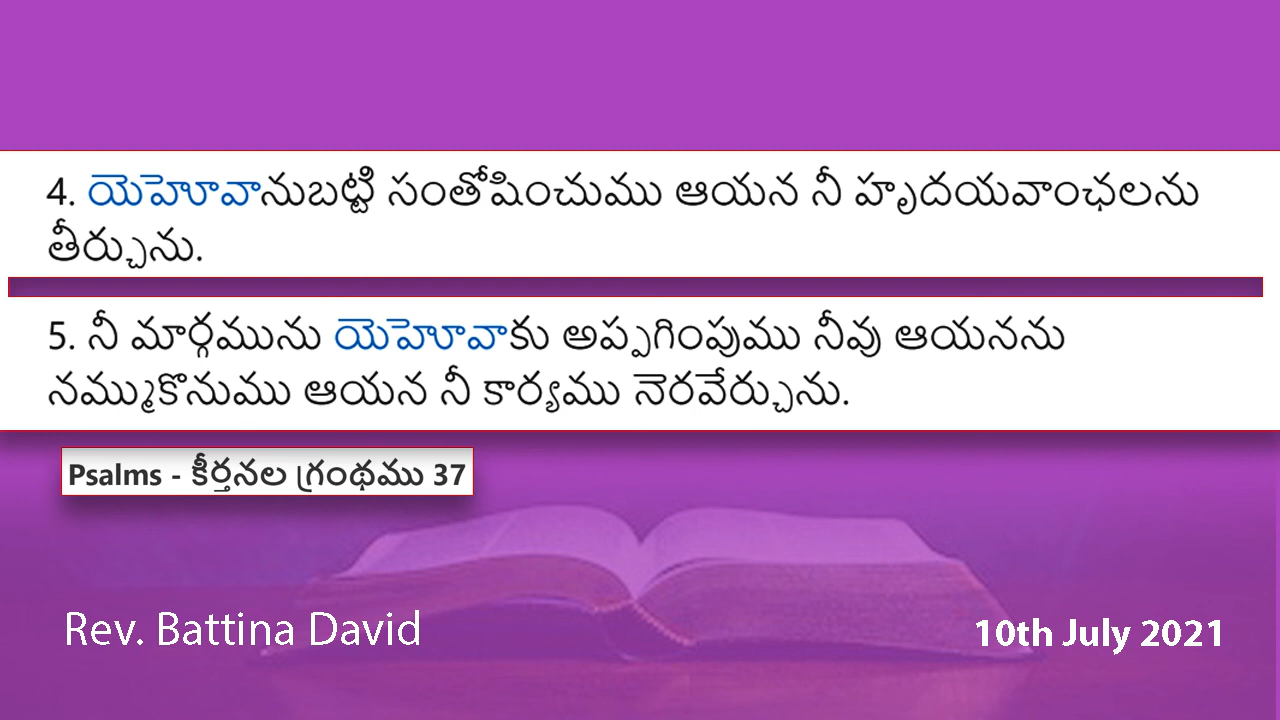 4. యెహోవానుబట్టి సంతోషించుము ఆయన నీ హృదయవాంఛలను
తీర్చును.
5. నీ మార్గమును యెహోవాకు అప్పగింపుము నీవు ఆయనను
నమ్ముకొనుము ఆయన నీ కార్యము నెరవేర్చును.
Psalms - కీర్తనల గ్రంథము 37
Rev. Battina David
10th July 2021